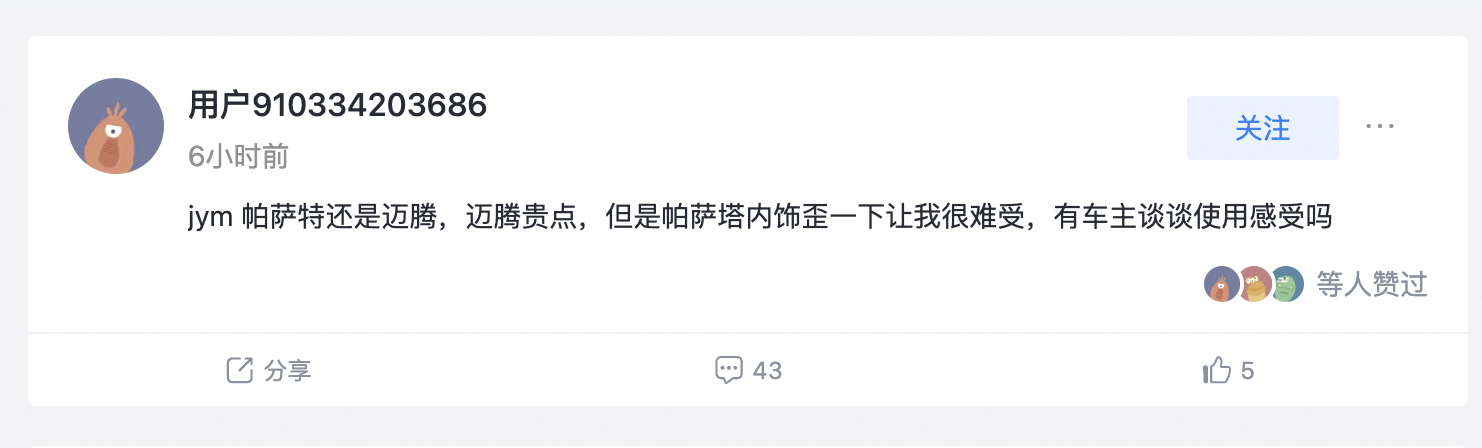 用户910334203686
关注
6小时前
jym 帕萨特还是迈腾，迈腾贵点，但是帕萨塔内饰歪一下让我很难受，有车主谈谈使用感受吗
等人赞过
分享
43
5